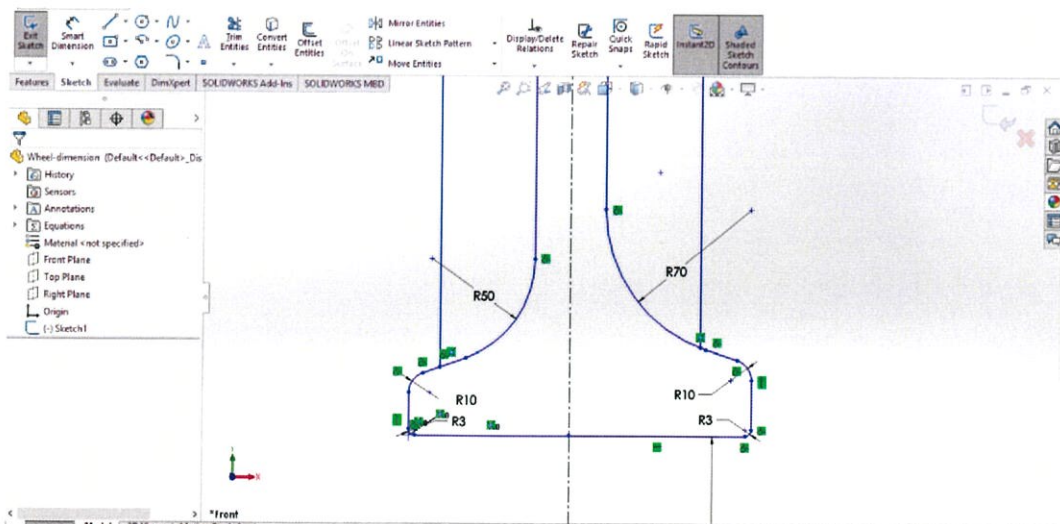 Exit Sketch
Smart Dimension
Trim Entities
Convert Entities
Offset Entities
Mirror Entities
Linear Sketch Pattern
Move Entities
Display/Delete Relations
Repair Sketch
Quick Snaps
Rapid Sketch
Instant2D
Shaded Sketch Contours
Features Sketch Evaluate DimXpert SOLIDWORKS Add-Ins SOLIDWORKS MBD
Wheel-dimension (Default<<Default>_Dis
History
Sensors
Annotations
Equations
Material <not specified>
Front Plane
Top Plane
Right Plane
Origin
(-) Sketch1
R50
R70
R10
R10
R3
R3
*Front